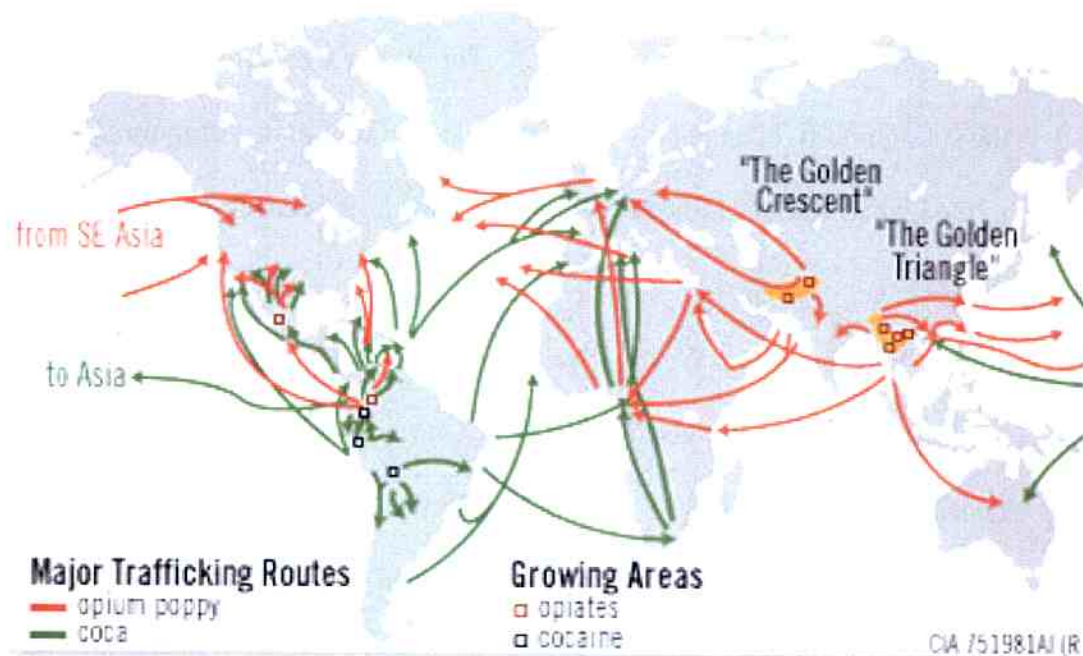 "The Golden
Crescent"
"The Golden
Triangle"
from SE Asia
to Asia
Major Trafficking Routes
opium poppy
coca
Growing Areas
opiates
cocaine
CIA 751981AI (R